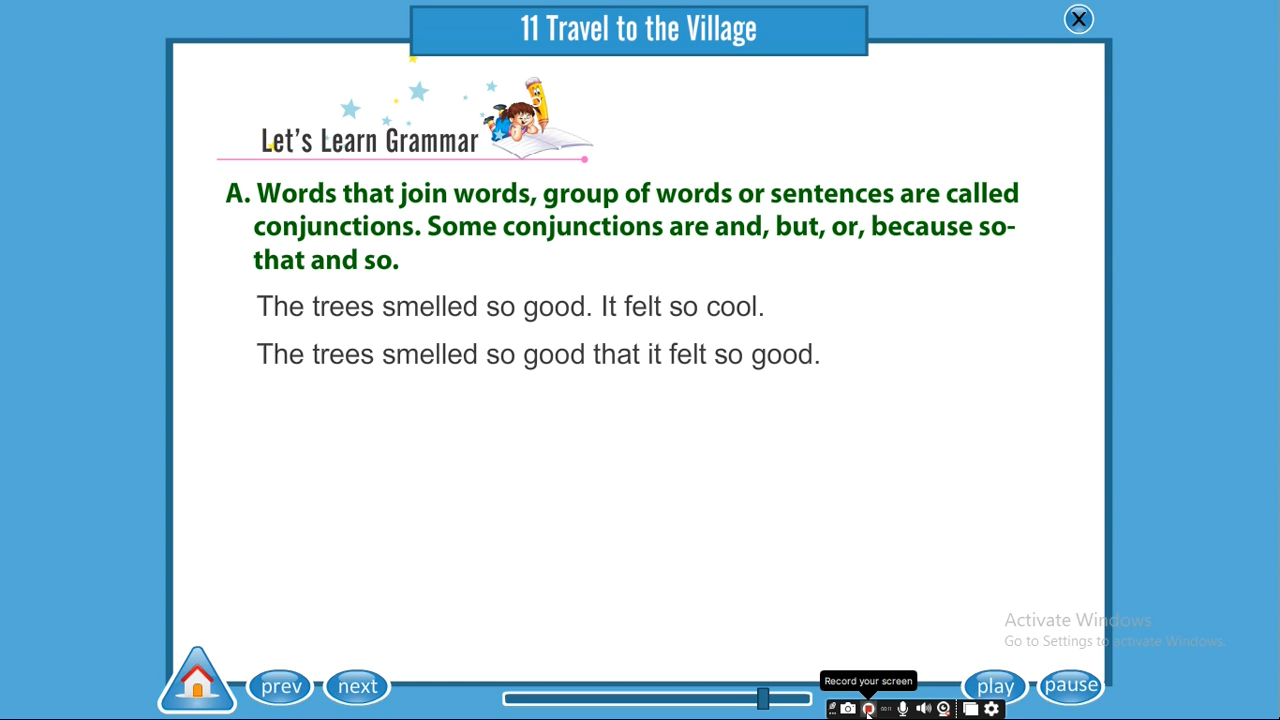 11 Travel to the Village
X
Let's Learn Grammar
A. Words that join words, group of words or sentences are called
conjunctions. Some conjunctions are and, but, or, because so-
that and so.
The trees smelled so good. It felt so cool.
The trees smelled so good that it felt so good.
Activate Windows
Go to Settings to activate Windows.
prev
next
Record your screen
play
pause
00:11